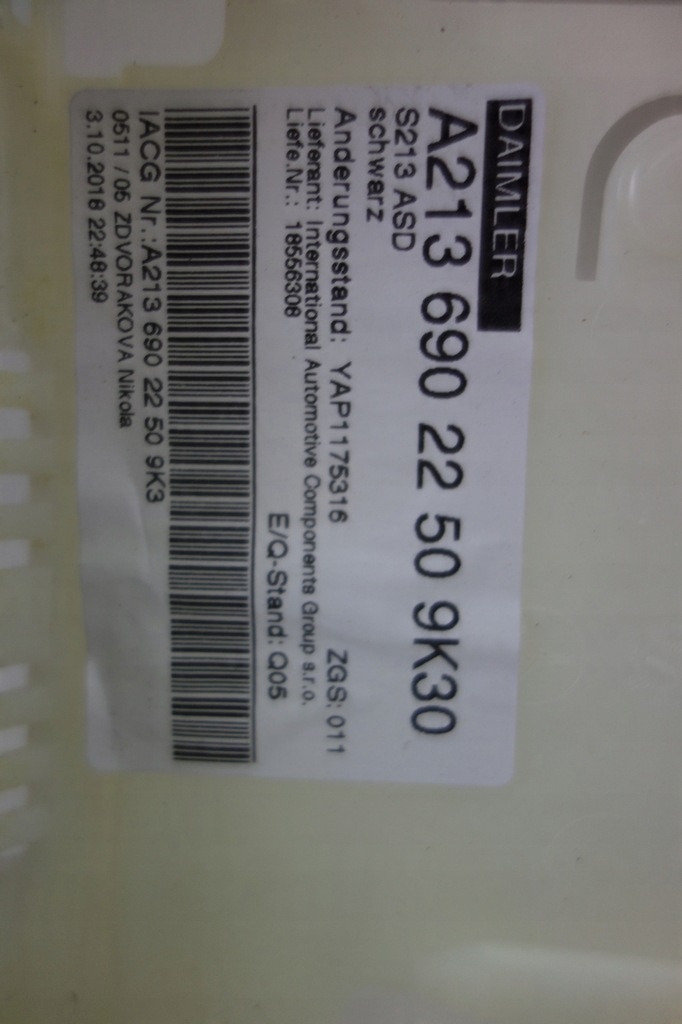 DAIMLER
A213 690 22 50 9K30
S213 ASD
schwarz
Änderungsstand: YAP1175316 ZGS: 011
Lieferant: International Automotive Components Group s.r.o.
Liefe.Nr.: 18556306 E/Q-Stand: Q05
IACG Nr.:A213 690 22 50 9K3
0511 / 05 ZDVORAKOVA Nikola
3.10.2018 22:48:39